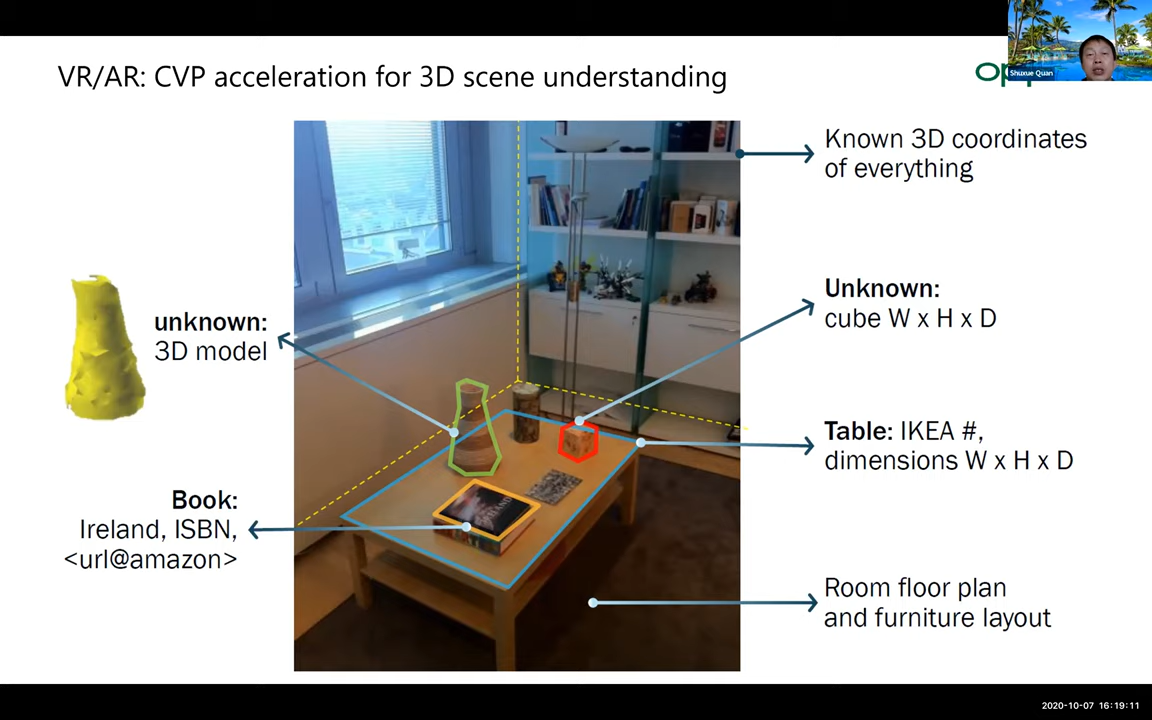 VR/AR: CVP acceleration for 3D scene understanding
Shuxue Quan
Known 3D coordinates
of everything
unknown:
3D model
Unknown:
cube W x H x D
Table: IKEA #,
dimensions W x H x D
Book:
Ireland, ISBN,
<url@amazon>
Room floor plan
and furniture layout
2020-10-07 16:19:11